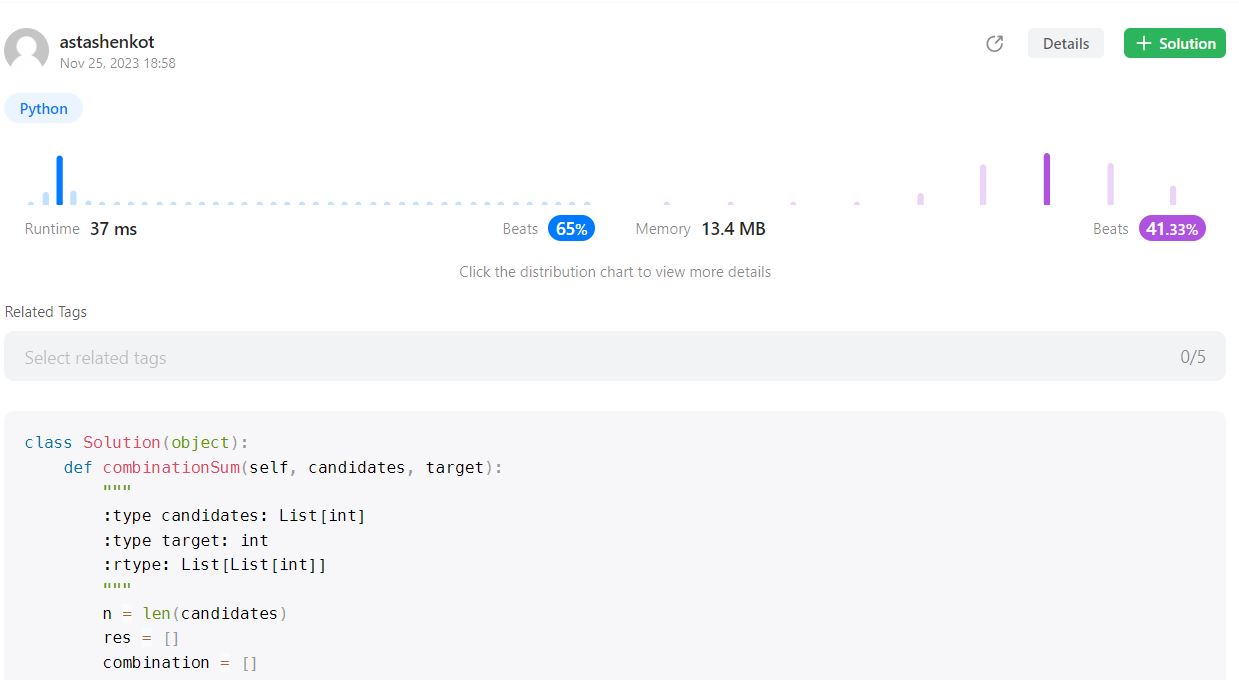 astashenkot
Nov 25, 2023 18:58
Details
Solution
Python
Runtime 37 ms Beats 65% Memory 13.4 MB Beats 41.33%
Click the distribution chart to view more details
Related Tags
Select related tags 0/5
class Solution(object):
    def combinationSum(self, candidates, target):
        """
        :type candidates: List[int]
        :type target: int
        :rtype: List[List[int]]
        """
        n = len(candidates)
        res = []
        combination = []